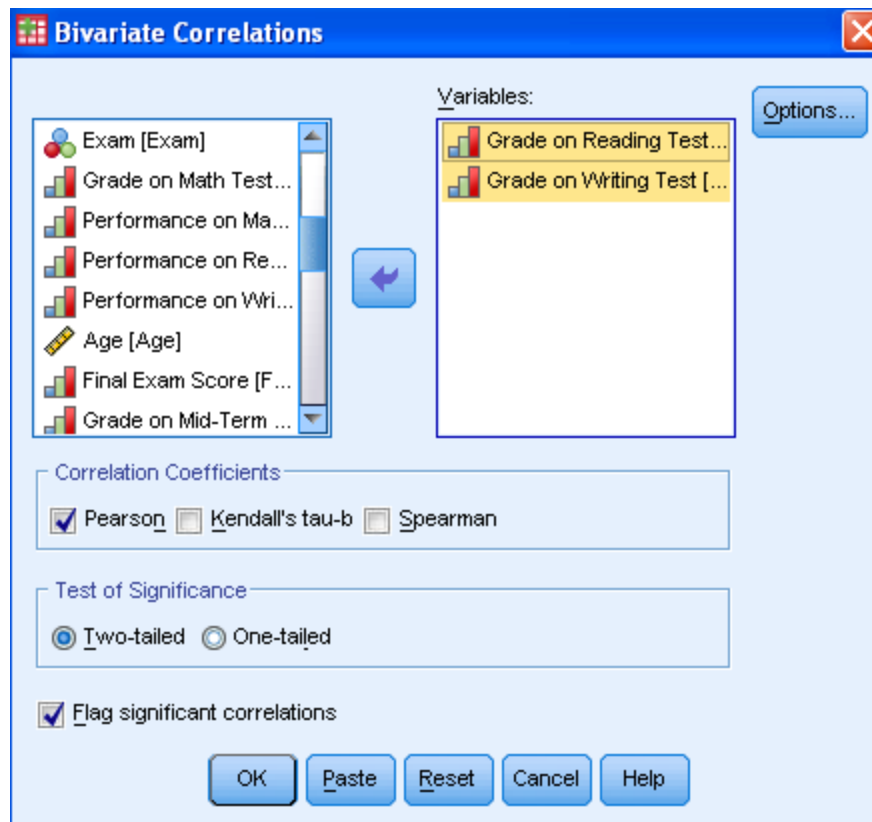 Bivariate Correlations
Variables:
Options...
Exam [Exam]
Grade on Math Test...
Performance on Ma...
Performance on Re...
Performance on Wri...
Age [Age]
Final Exam Score [F...
Grade on Mid-Term ...
Grade on Reading Test...
Grade on Writing Test [...
Correlation Coefficients
Pearson Kendall's tau-b Spearman
Test of Significance
Two-tailed One-tailed
Flag significant correlations
OK Paste Reset Cancel Help